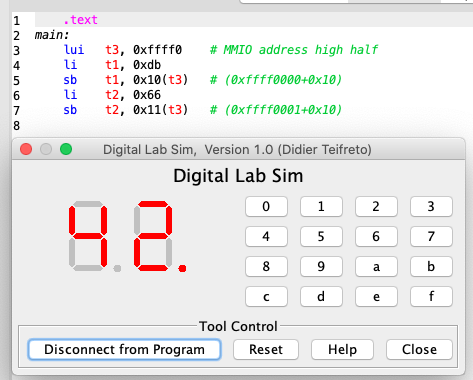 1 .text
2 main:
3 lui t3, 0xffff0 # MMIO address high half
4 li t1, 0xdb
5 sb t1, 0x10(t3) # (0xffff0000+0x10)
6 li t2, 0x66
7 sb t2, 0x11(t3) # (0xffff0001+0x10)
8
Digital Lab Sim, Version 1.0 (Didier Teifreto)
Digital Lab Sim
42.
0 1 2 3
4 5 6 7
8 9 a b
c d e f
Tool Control
Disconnect from Program Reset Help Close